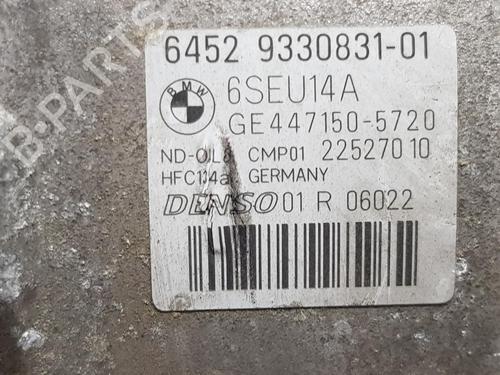 6452 9330831-01
BMW
6SEU14A
GE447150-5720
ND-OIL8 CMP01 22527010
HFC134a GERMANY
DENSO 01 R 06022
B-PARTS